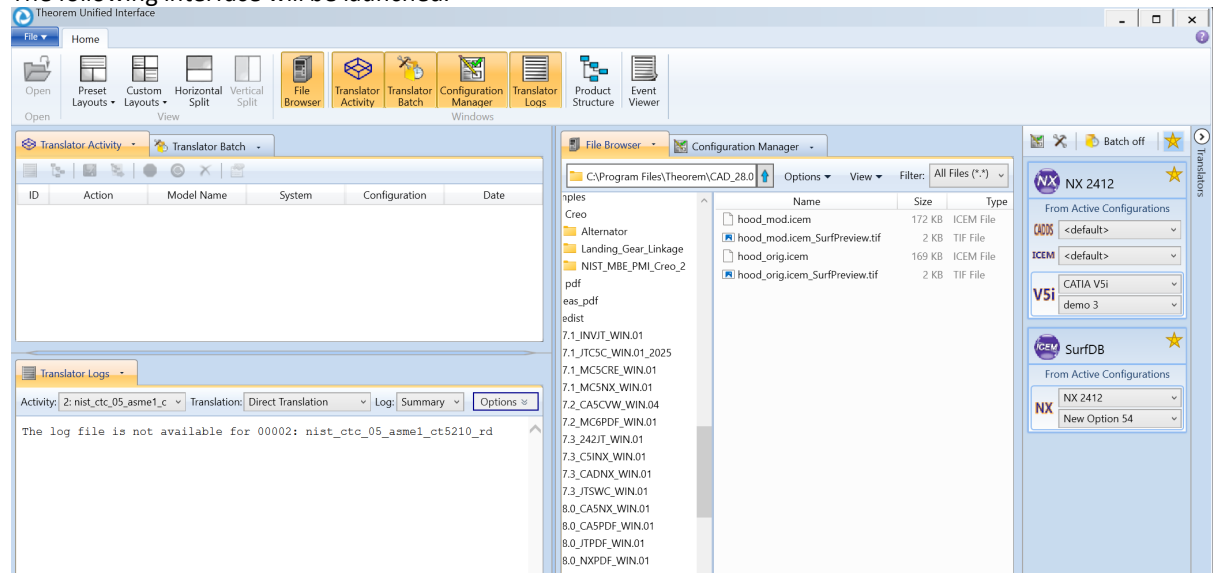 The following interface will be launched:
Theorem Unified Interface
File
Home
Open
Preset Layouts
Custom Layouts
Horizontal Split
Vertical Split
File Browser
Translator Activity
Translator Batch
Configuration Manager
Translator Logs
Product Structure
Event Viewer
Open
View
Windows
Translator Activity
Translator Batch
ID Action Model Name System Configuration Date
Translator Logs
Activity: 2: nist_ctc_05_asme1_c Translation: Direct Translation Log: Summary Options
The log file is not available for 00002: nist_ctc_05_asme1_ct5210_rd
File Browser
Configuration Manager
C:\Program Files\Theorem\CAD_28.0 Options View Filter: All Files (*.*)
nples
Creo
Alternator
Landing_Gear_Linkage
NIST_MBE_PMI_Creo_2
pdf
eas_pdf
edist
7.1_INVJT_WIN.01
7.1_JTC5C_WIN.01_2025
7.1_MC5CRE_WIN.01
7.1_MC5NX_WIN.01
7.2_CA5CVW_WIN.04
7.2_MC6PDF_WIN.01
7.3_242JT_WIN.01
7.3_C5INX_WIN.01
7.3_CADNX_WIN.01
7.3_JTSWC_WIN.01
8.0_CA5NX_WIN.01
8.0_CA5PDF_WIN.01
8.0_JTPDF_WIN.01
8.0_NXPDF_WIN.01
Name Size Type
hood_mod.icem 172 KB ICEM File
hood_mod.icem_SurfPreview.tif 2 KB TIF File
hood_orig.icem 169 KB ICEM File
hood_orig.icem_SurfPreview.tif 2 KB TIF File
Batch off
Translators
NX NX 2412
From Active Configurations
CADDS <default>
ICEM <default>
V5i CATIA V5i
demo 3
ICEM SurfDB
From Active Configurations
NX NX 2412
New Option 54